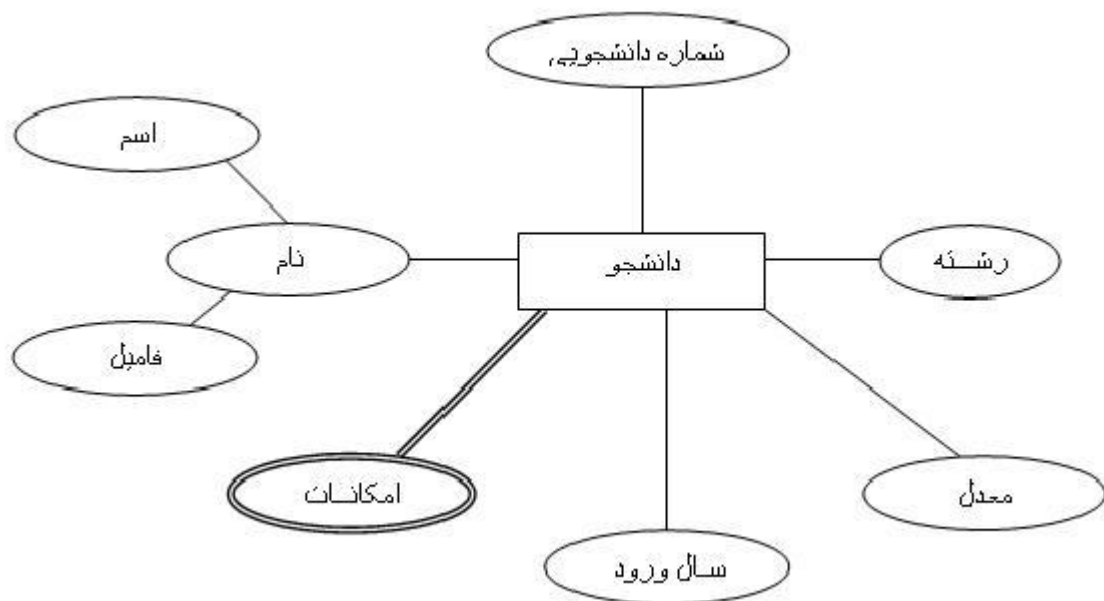 شماره دانشجویی
اسم
نام
دانشجو
رشته
فامیل
امکانات
معدل
سال ورود